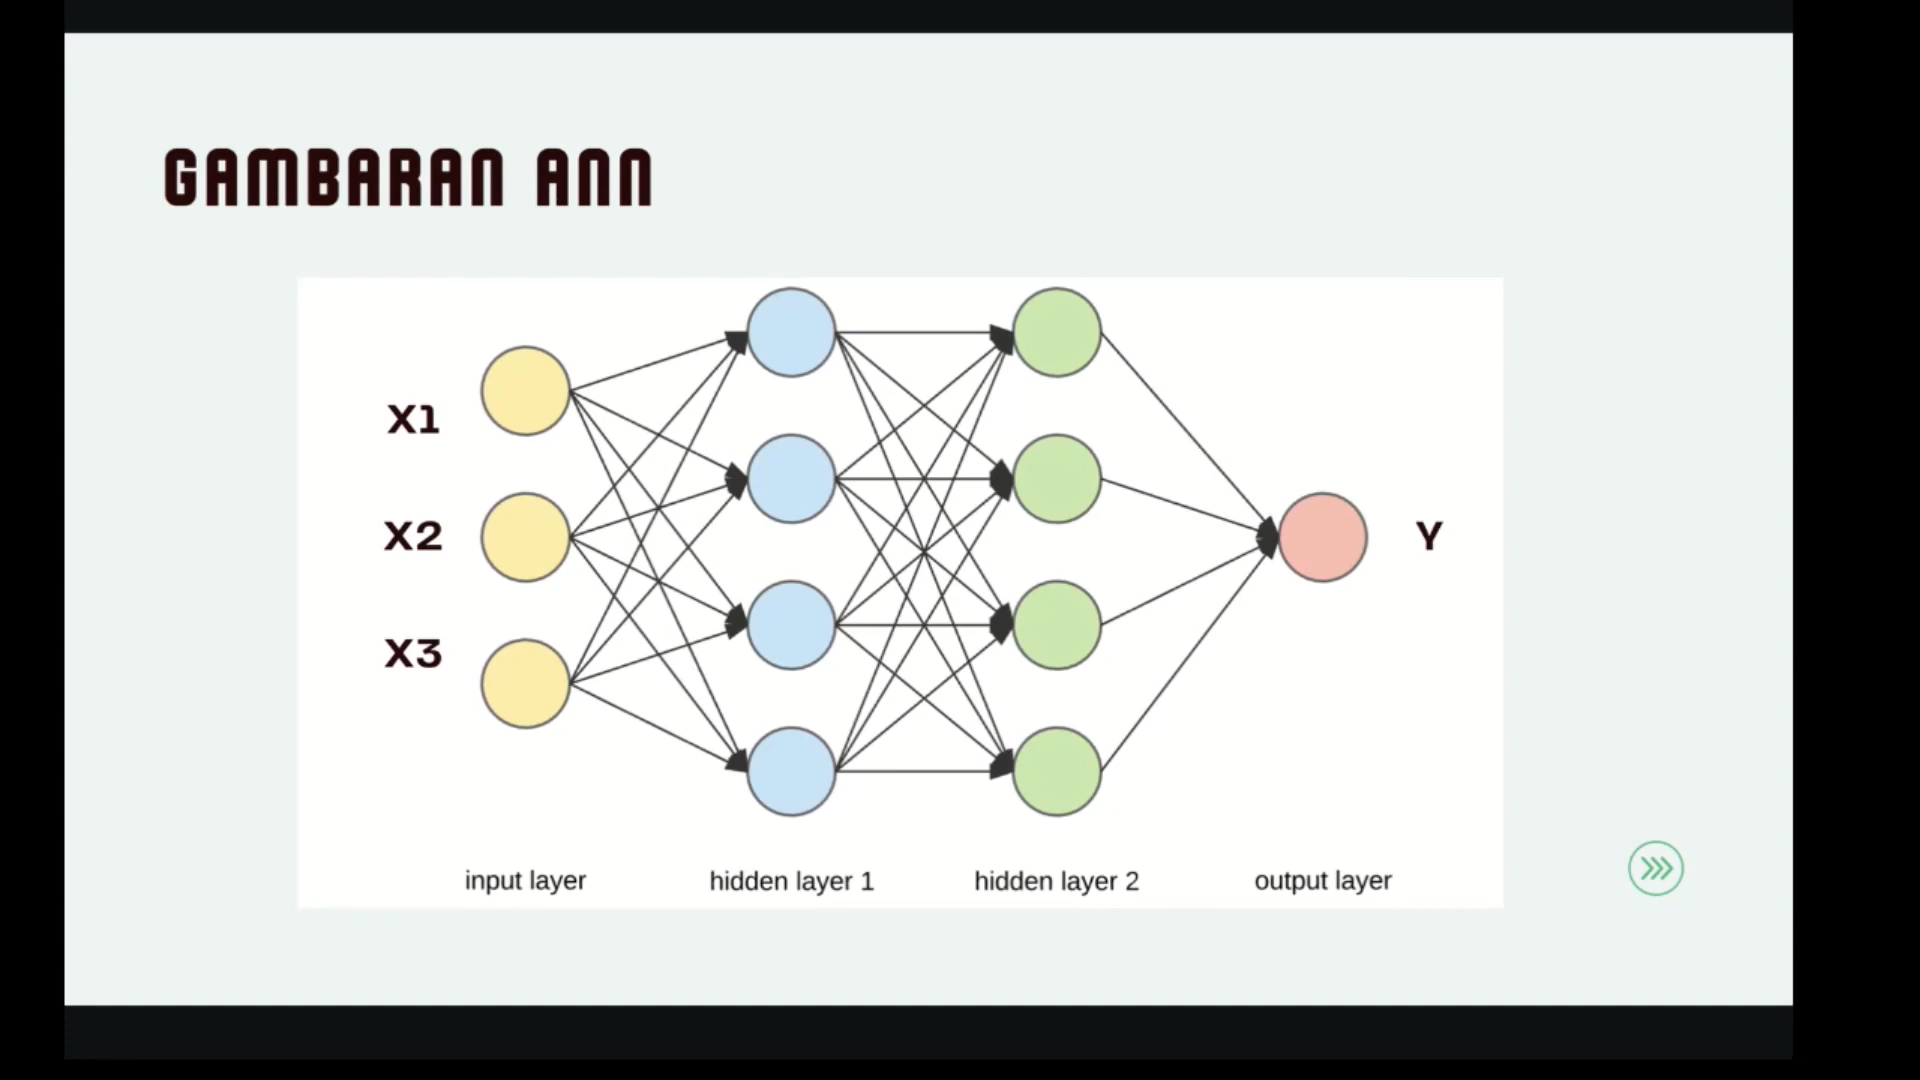 GAMBARAN ANN
X1
X2
X3
Y
input layer
hidden layer 1
hidden layer 2
output layer